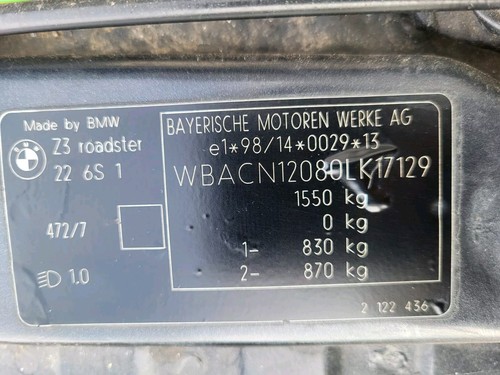 Made by BMW
Z3 roadster
22 6S 1
472/7
1.0
BAYERISCHE MOTOREN WERKE AG
e1*98/14*0029*13
WBACN12080LK17129
1550 kg
0 kg
1- 830 kg
2- 870 kg
2 122 436